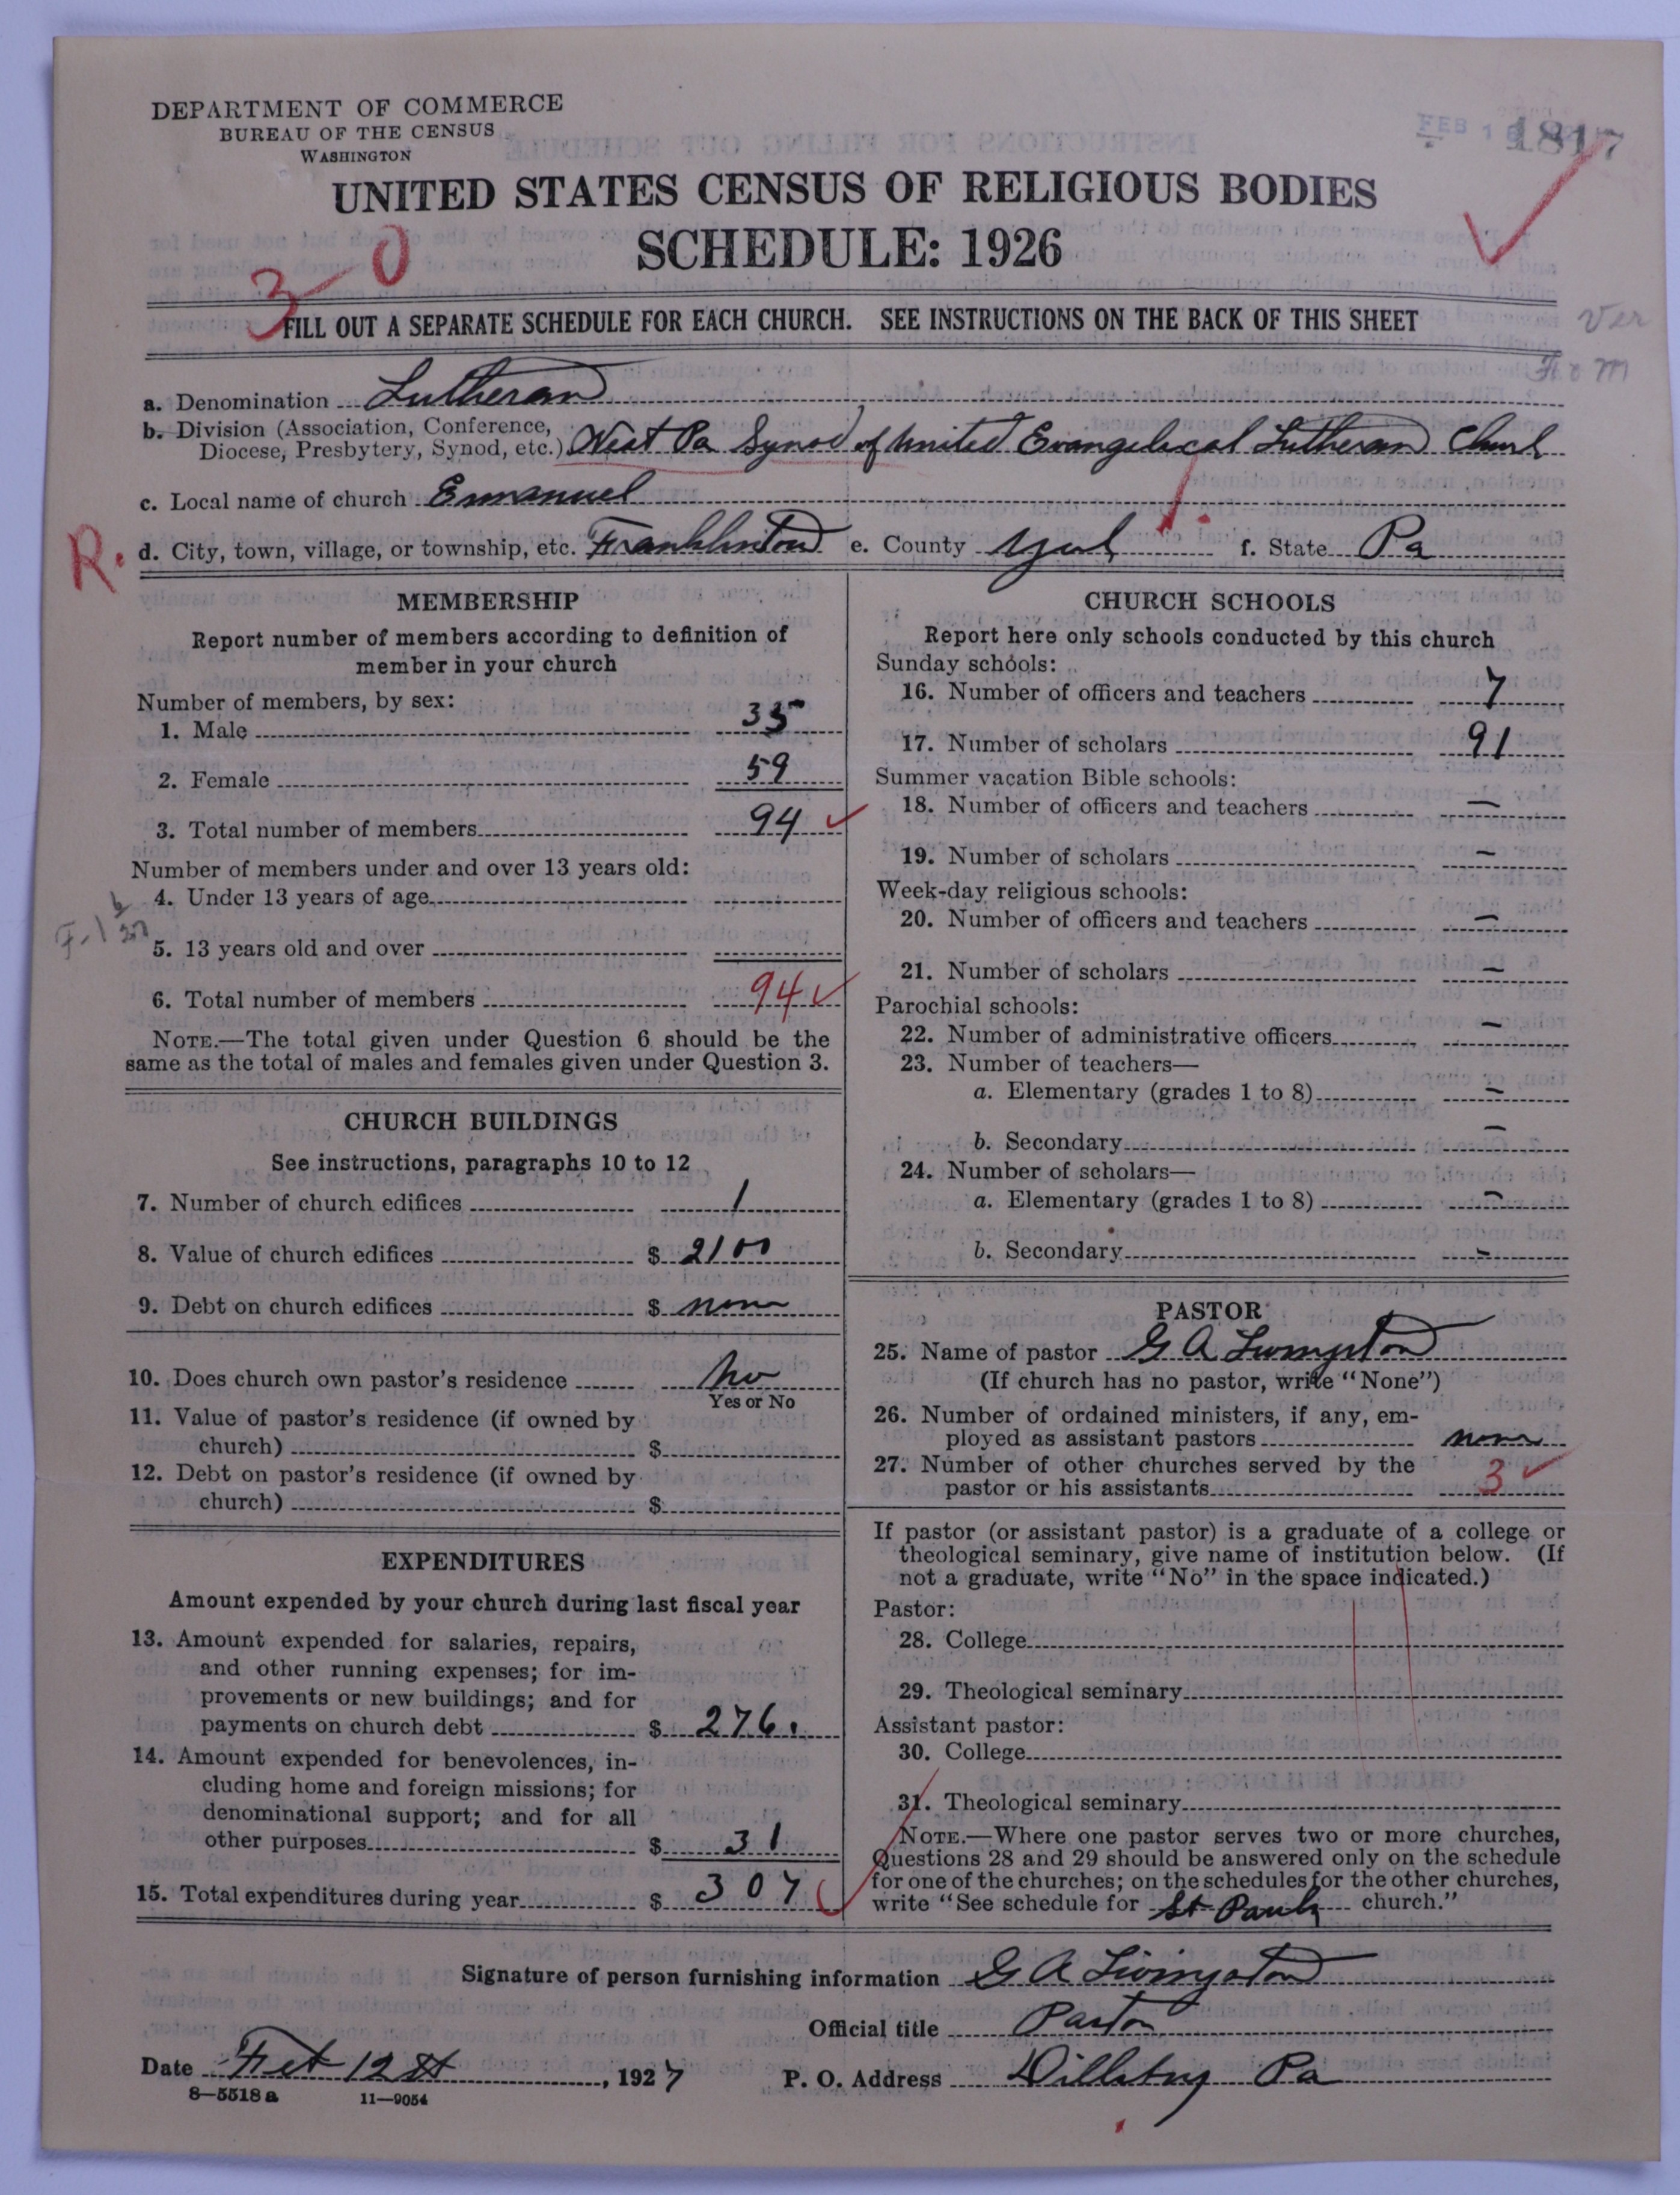 DEPARTMENT OF COMMERCE
BUREAU OF THE CENSUS
WASHINGTON
FEB 1
1817
UNITED STATES CENSUS OF RELIGIOUS BODIES
SCHEDULE: 1926
3-0
FILL OUT A SEPARATE SCHEDULE FOR EACH CHURCH. SEE INSTRUCTIONS ON THE BACK OF THIS SHEET
Ver
a. Denomination Lutheran
b. Division (Association, Conference, Diocese, Presbytery, Synod, etc.) West Pa Synod of United Evangelical Lutheran Church
c. Local name of church Emmanuel
R. d. City, town, village, or township, etc. Franklintown e. County York f. State Pa
MEMBERSHIP
Report number of members according to definition of
member in your church
Number of members, by sex:
1. Male 35
2. Female 59
3. Total number of members 94
Number of members under and over 13 years old:
4. Under 13 years of age
5. 13 years old and over
6. Total number of members 94
NOTE.—The total given under Question 6 should be the
same as the total of males and females given under Question 3.
CHURCH BUILDINGS
See instructions, paragraphs 10 to 12
7. Number of church edifices 1
8. Value of church edifices $ 2100
9. Debt on church edifices $ none
10. Does church own pastor's residence No
Yes or No
11. Value of pastor's residence (if owned by
church) $
12. Debt on pastor's residence (if owned by
church) $
EXPENDITURES
Amount expended by your church during last fiscal year
13. Amount expended for salaries, repairs,
and other running expenses; for im-
provements or new buildings; and for
payments on church debt $ 276.
14. Amount expended for benevolences, in-
cluding home and foreign missions; for
denominational support; and for all
other purposes $ 31
15. Total expenditures during year $ 307
CHURCH SCHOOLS
Report here only schools conducted by this church
Sunday schools:
16. Number of officers and teachers 7
17. Number of scholars 91
Summer vacation Bible schools:
18. Number of officers and teachers —
19. Number of scholars —
Week-day religious schools:
20. Number of officers and teachers —
21. Number of scholars —
Parochial schools:
22. Number of administrative officers —
23. Number of teachers—
a. Elementary (grades 1 to 8) —
b. Secondary —
24. Number of scholars—
a. Elementary (grades 1 to 8) —
b. Secondary —
PASTOR
25. Name of pastor G A Livingston
(If church has no pastor, write "None")
26. Number of ordained ministers, if any, em-
ployed as assistant pastors none
27. Number of other churches served by the
pastor or his assistants 3
If pastor (or assistant pastor) is a graduate of a college or
theological seminary, give name of institution below. (If
not a graduate, write "No" in the space indicated.)
Pastor:
28. College
29. Theological seminary
Assistant pastor:
30. College
31. Theological seminary
NOTE.—Where one pastor serves two or more churches,
Questions 28 and 29 should be answered only on the schedule
for one of the churches; on the schedules for the other churches,
write "See schedule for St Pauls church."
Signature of person furnishing information G A Livingston
Official title Pastor
Date Feb 12th, 1927 P. O. Address Dillsburg Pa
8—5518 a 11—9054